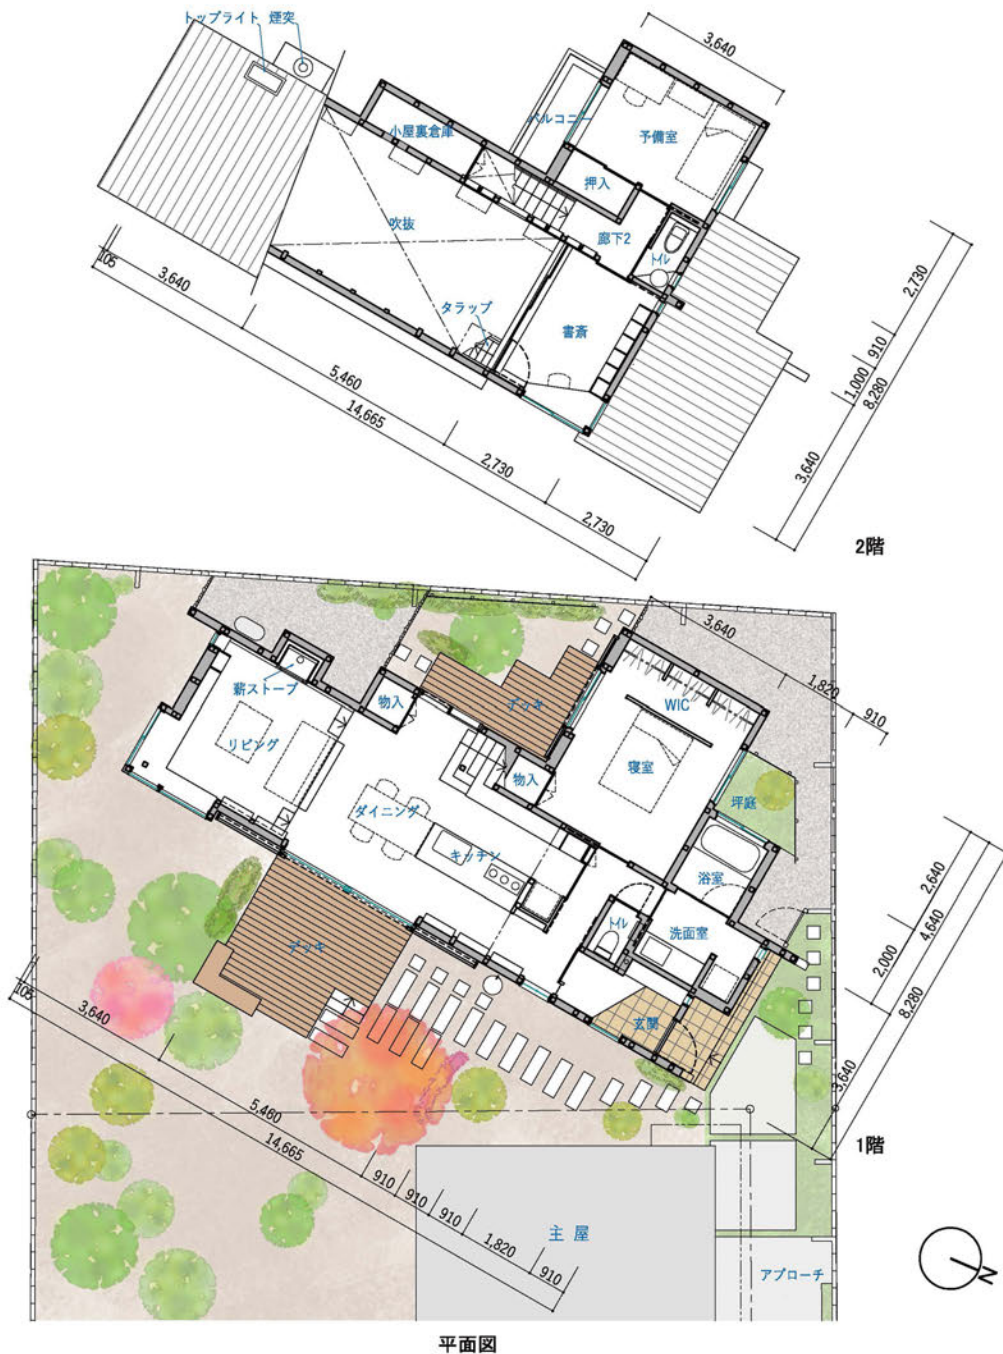 トップライト 煙突
3,640
小屋裏倉庫
バルコニー
予備室
押入
吹抜
廊下2
トイレ
タラップ
書斎
105
3,640
5,460
14,665
2,730
2,730
2,730
910
1,000
8,280
3,640
2階
3,640
1,820
910
薪ストーブ
物入
デッキ
WIC
リビング
寝室
物入
坪庭
ダイニング
キッチン
浴室
トイレ
洗面室
デッキ
玄関
2,640
4,640
2,000
8,280
3,640
105
3,640
5,460
14,665
910
910
910
1,820
910
1階
主屋
アプローチ
N
平面図